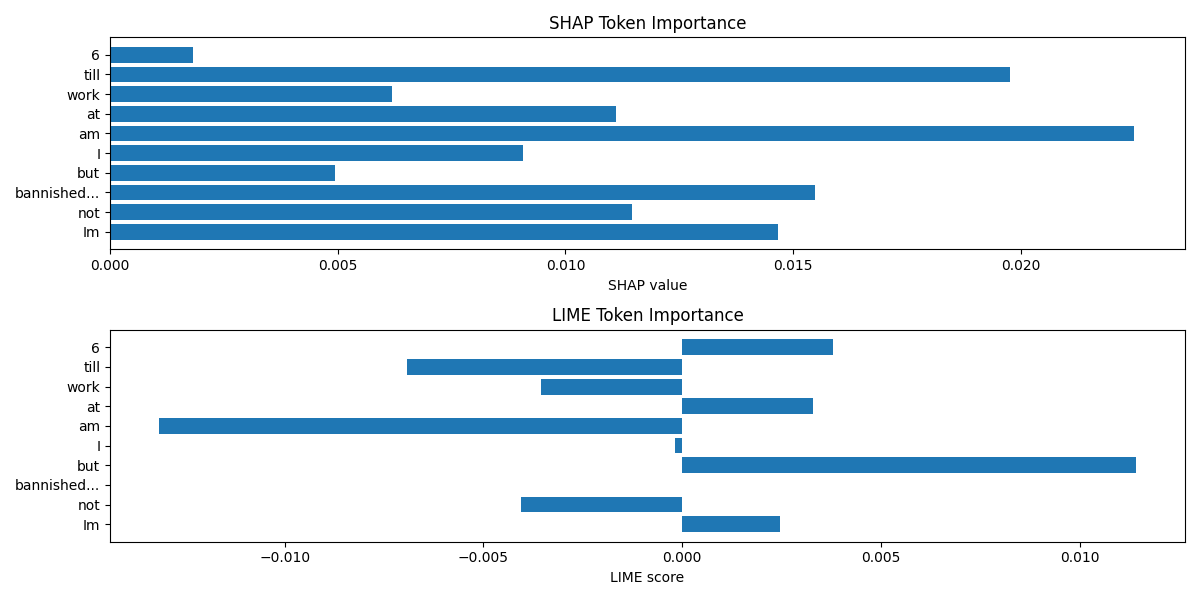 SHAP Token Importance
6
till
work
at
am
I
but
bannished...
not
Im
0.000 0.005 0.010 0.015 0.020
SHAP value
LIME Token Importance
6
till
work
at
am
I
but
bannished...
not
Im
−0.010 −0.005 0.000 0.005 0.010
LIME score